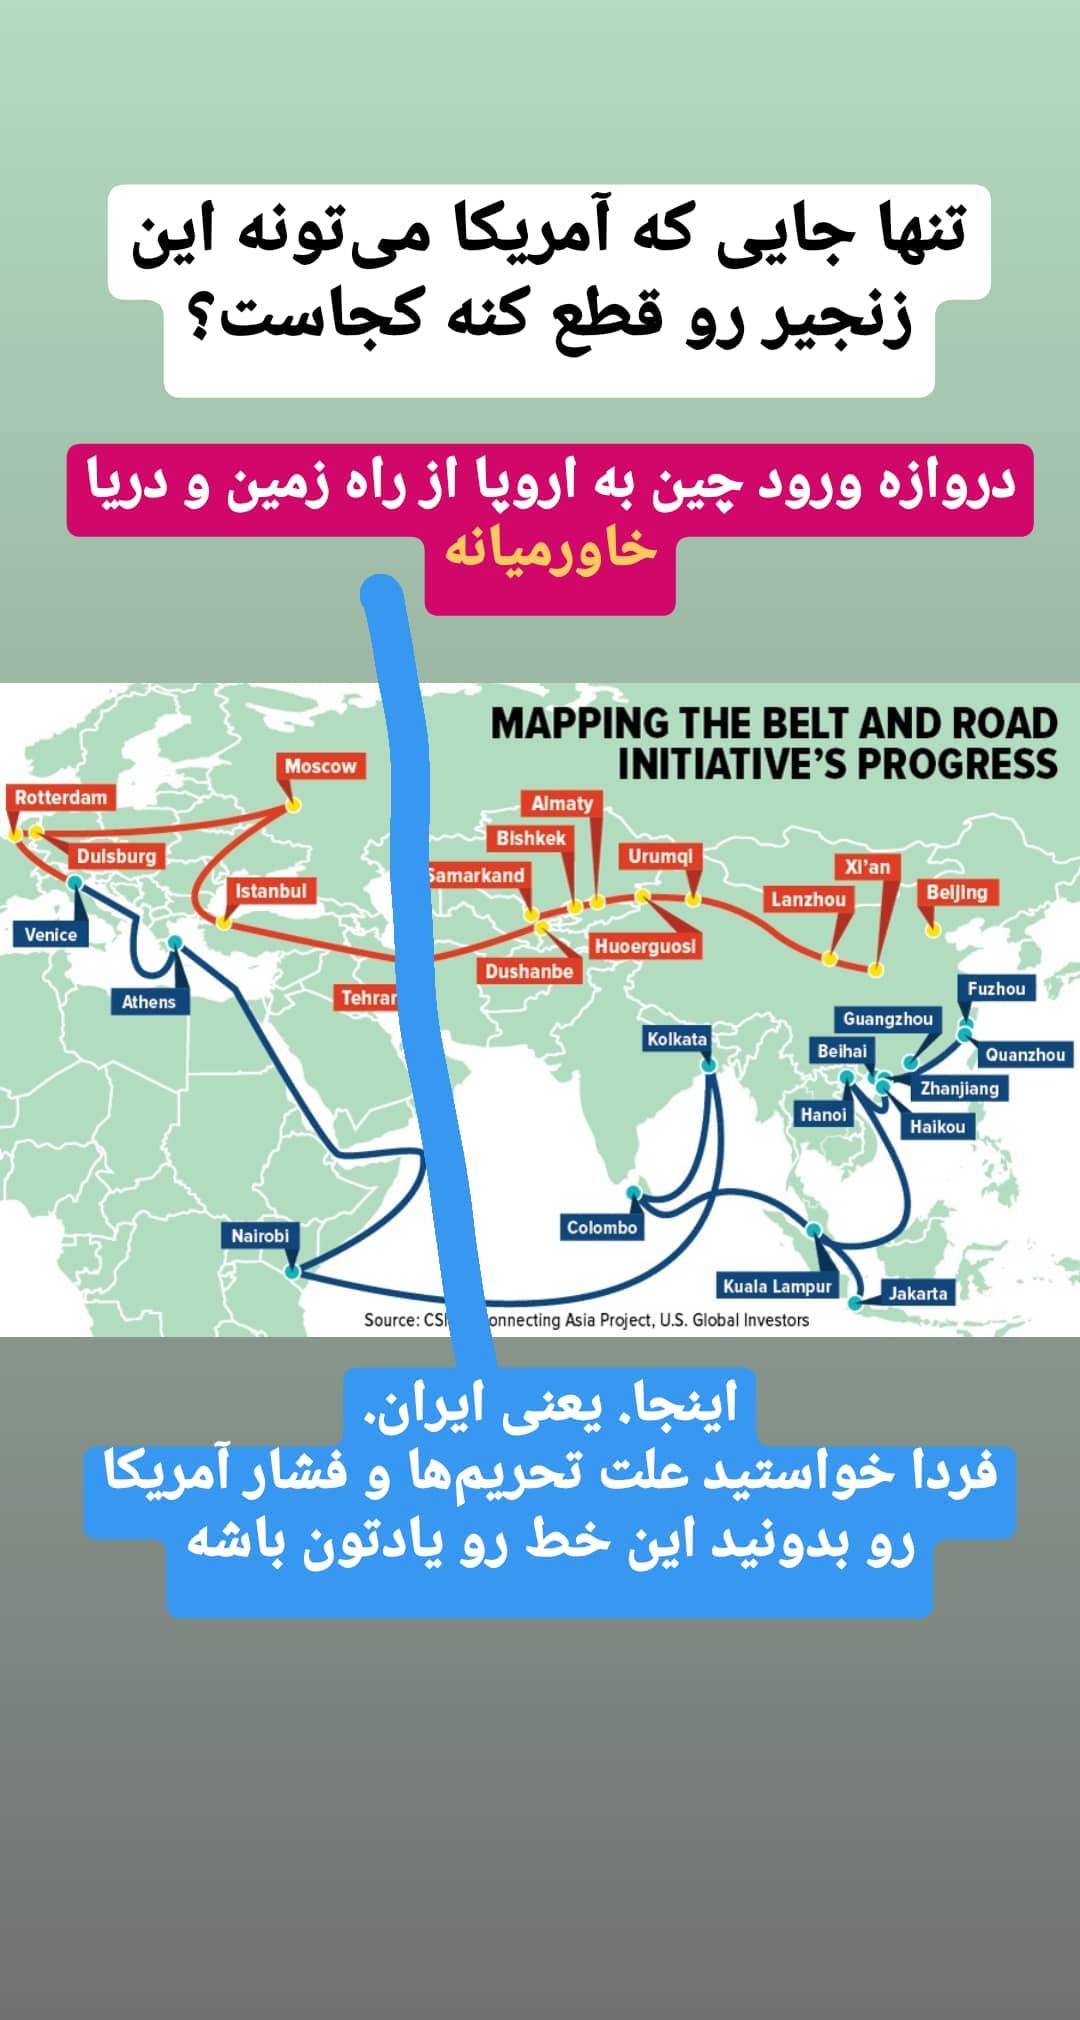 تنها جایی که آمریکا می‌تونه این
زنجیر رو قطع کنه کجاست؟
دروازه ورود چین به اروپا از راه زمین و دریا
خاورمیانه
MAPPING THE BELT AND ROAD
INITIATIVE'S PROGRESS
Moscow
Rotterdam
Almaty
Bishkek
Duisburg
Urumqi
Xi'an
Samarkand
Istanbul
Lanzhou
Beijing
Venice
Huoerguosi
Dushanbe
Athens
Tehran
Fuzhou
Guangzhou
Kolkata
Beihai
Quanzhou
Zhanjiang
Hanoi
Haikou
Colombo
Nairobi
Kuala Lampur
Jakarta
Source: CSI onnecting Asia Project, U.S. Global Investors
اینجا. یعنی ایران.
فردا خواستید علت تحریم‌ها و فشار آمریکا
رو بدونید این خط رو یادتون باشه